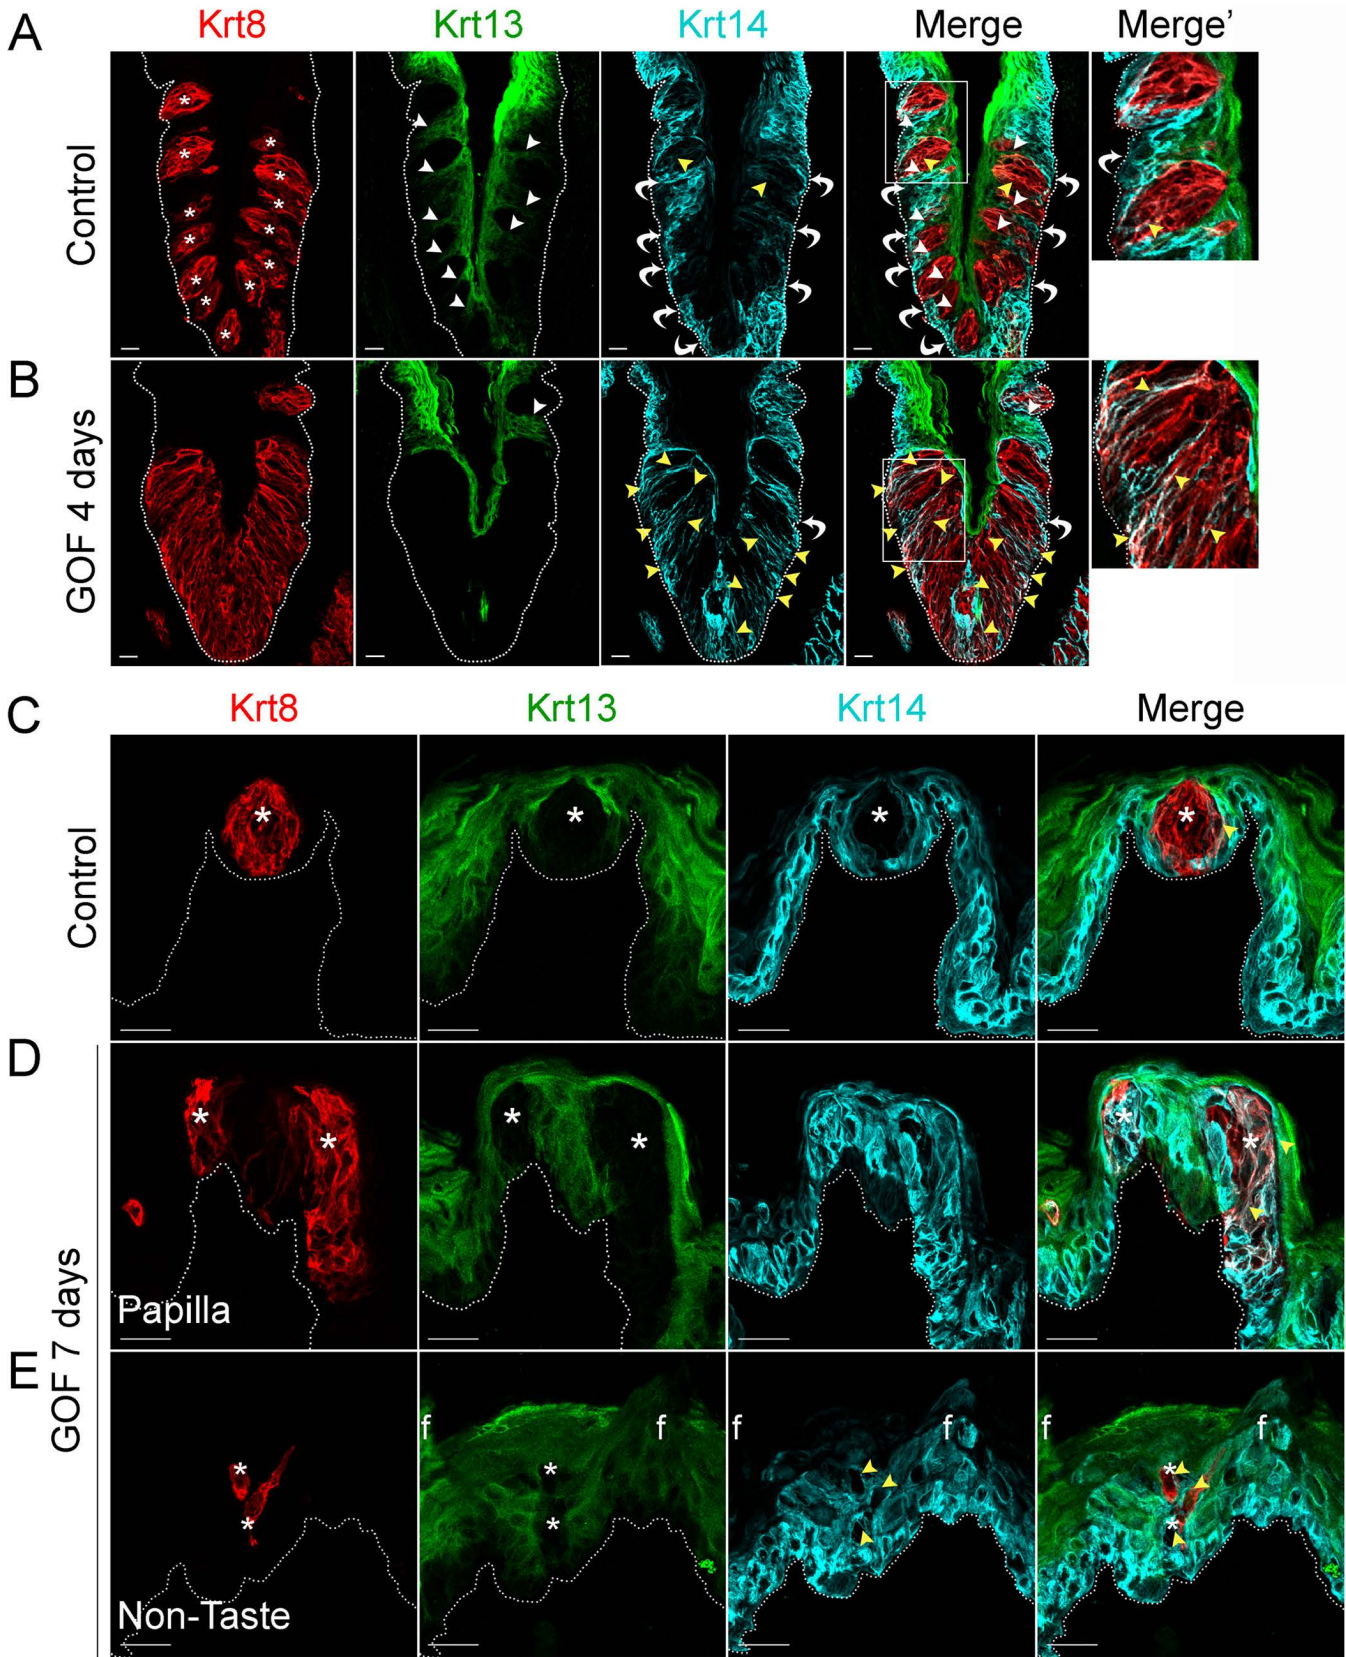 A Krt8 Krt13 Krt14 Merge Merge’
Control
B
GOF 4 days
C Krt8 Krt13 Krt14 Merge
Control
D
Papilla
GOF 7 days
E
f f f f f f
Non-Taste